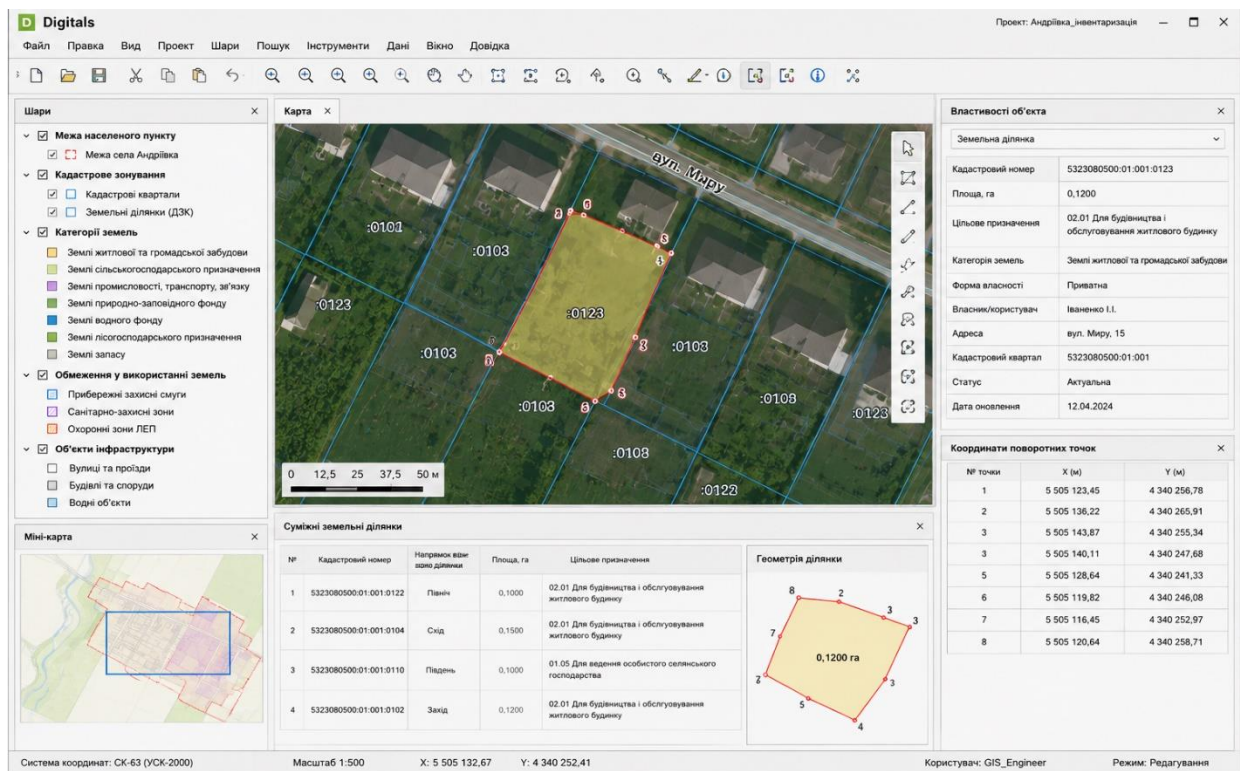 D Digitals
Проект: Андріївка_інвентаризація
Файл Правка Вид Проект Шари Пошук Інструменти Дані Вікно Довідка
Шари
Межа населеного пункту
Межа села Андріївка
Кадастрове зонування
Кадастрові квартали
Земельні ділянки (ДЗК)
Категорії земель
Землі житлової та громадської забудови
Землі сільськогосподарського призначення
Землі промисловості, транспорту, зв'язку
Землі природно-заповідного фонду
Землі водного фонду
Землі лісогосподарського призначення
Землі запасу
Обмеження у використанні земель
Прибережні захисні смуги
Санітарно-захисні зони
Охоронні зони ЛЕП
Об'єкти інфраструктури
Вулиці та проїзди
Будівлі та споруди
Водні об'єкти
Міні-карта
Карта
вул. Миру
:0103
:0123
:0123
:0103
:0103
:0108
:0108
:0108
:0122
0 12,5 25 37,5 50 м
Суміжні земельні ділянки
№ Кадастровий номер Напрямок Площа, га Цільове призначення
1 5323080500:01:001:0122 Північ 0,1000 02.01 Для будівництва і обслуговування
житлового будинку
2 5323080500:01:001:0104 Схід 0,1500 02.01 Для будівництва і обслуговування
житлового будинку
3 5323080500:01:001:0110 Південь 0,1000 01.05 Для ведення особистого селянського
господарства
4 5323080500:01:001:0102 Захід 0,1200 02.01 Для будівництва і обслуговування
житлового будинку
Геометрія ділянки
8
2
3
3
7
0,1200 га
3
5
4
Властивості об'єкта
Земельна ділянка
Кадастровий номер 5323080500:01:001:0123
Площа, га 0,1200
Цільове призначення 02.01 Для будівництва і
обслуговування житлового будинку
Категорія земель Землі житлової та громадської забудови
Форма власності Приватна
Власник/користувач Іваненко І.І.
Адреса вул. Миру, 15
Кадастровий квартал 5323080500:01:001
Статус Актуальна
Дата оновлення 12.04.2024
Координати поворотних точок
№ точки X (м) Y (м)
1 5 505 123,45 4 340 256,78
2 5 505 136,22 4 340 265,91
3 5 505 143,87 4 340 255,34
3 5 505 140,11 4 340 247,68
5 5 505 128,64 4 340 241,33
6 5 505 119,82 4 340 246,08
7 5 505 116,45 4 340 252,97
8 5 505 120,64 4 340 258,71
Система координат: СК-63 (УСК-2000) Масштаб 1:500 X: 5 505 132,67 Y: 4 340 252,41 Користувач: GIS_Engineer Режим: Редагування